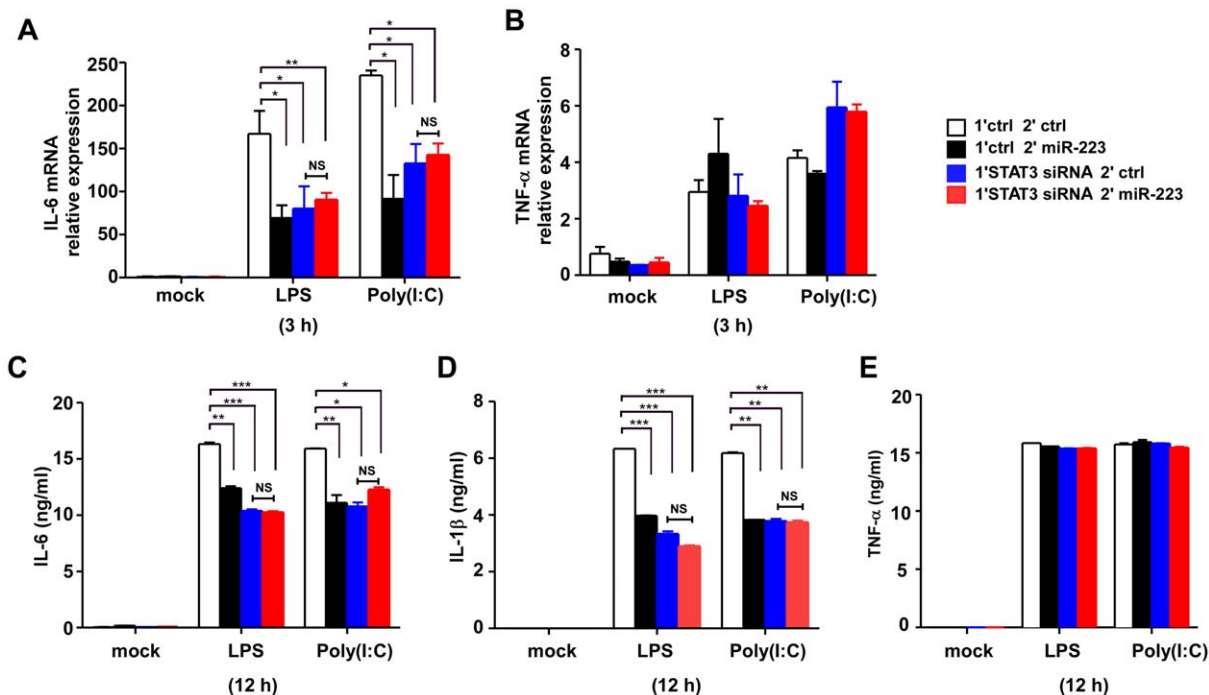 A
IL-6 mRNA
relative expression
250
200
150
100
50
0
*
**
*
*
NS
*
*
*
NS
mock
LPS
Poly(I:C)
(3 h)
B
TNF-α mRNA
relative expression
8
6
4
2
0
mock
LPS
Poly(I:C)
(3 h)
1'ctrl 2' ctrl
1'ctrl 2' miR-223
1'STAT3 siRNA 2' ctrl
1'STAT3 siRNA 2' miR-223
C
IL-6 (ng/ml)
20
15
10
5
0
***
***
**
NS
*
*
**
NS
mock
LPS
Poly(I:C)
(12 h)
D
IL-1β (ng/ml)
8
6
4
2
0
***
***
***
NS
**
**
**
NS
mock
LPS
Poly(I:C)
(12 h)
E
TNF-α (ng/ml)
20
15
10
5
0
mock
LPS
Poly(I:C)
(12 h)